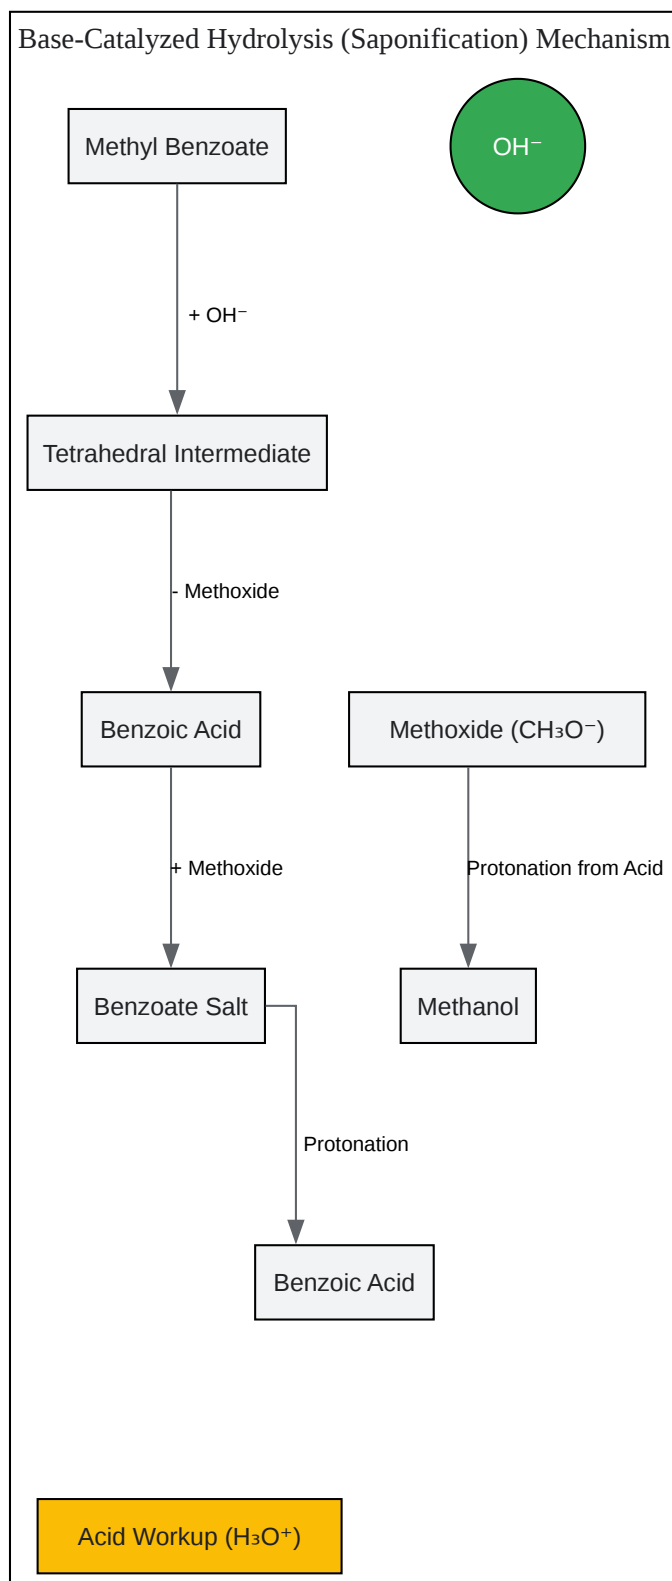 Base-Catalyzed Hydrolysis (Saponification) Mechanism
Methyl Benzoate
OH⁻
+ OH⁻
Tetrahedral Intermediate
- Methoxide
Benzoic Acid
Methoxide (CH₃O⁻)
+ Methoxide
Protonation from Acid
Benzoate Salt
Methanol
Protonation
Benzoic Acid
Acid Workup (H₃O⁺)